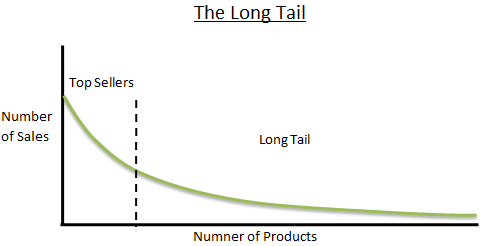 The Long Tail
Top Sellers
Number
of Sales
Long Tail
Numner of Products